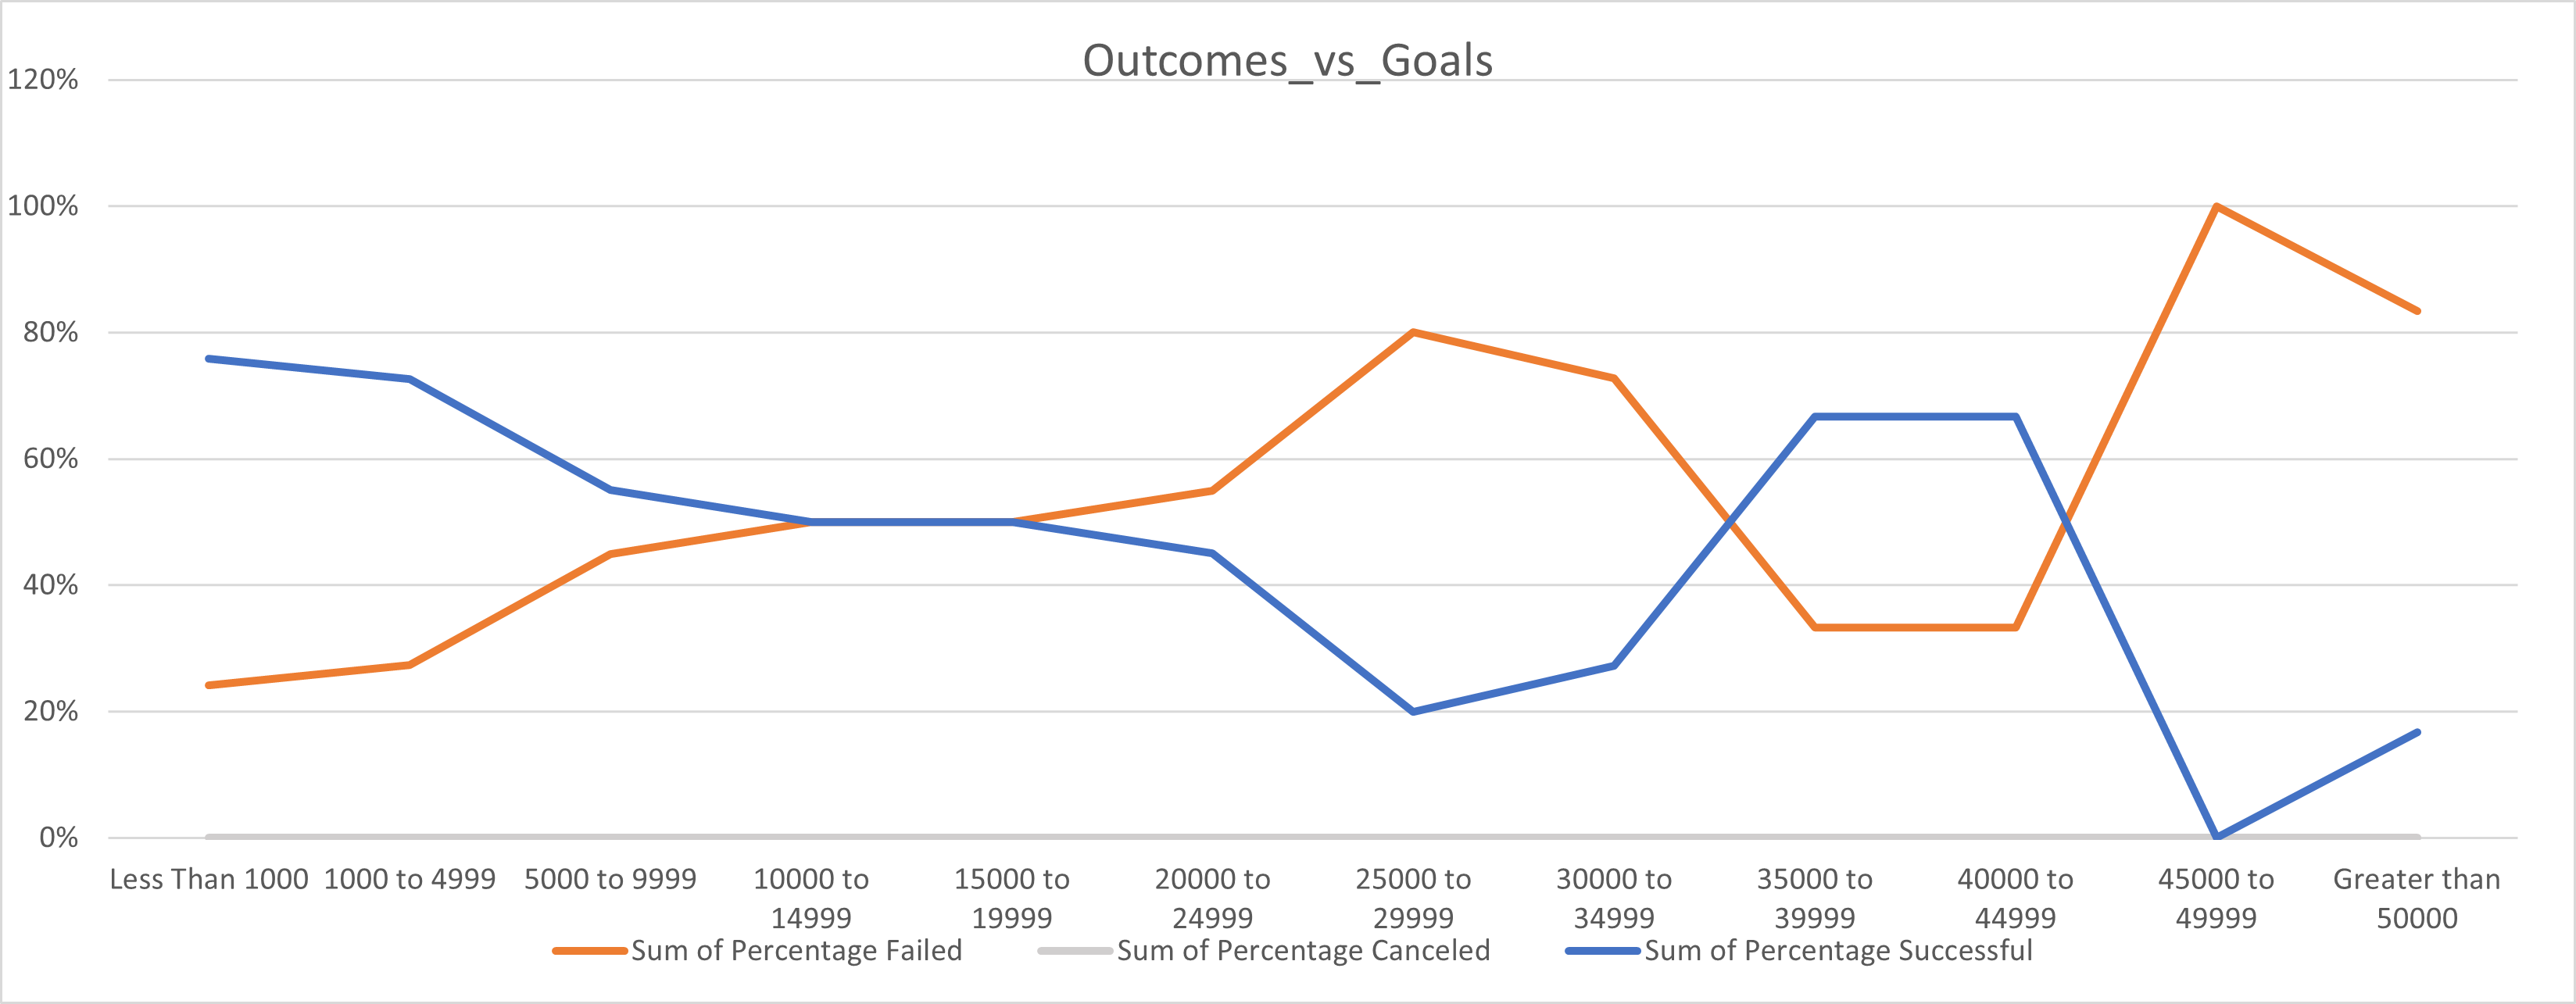 Outcomes_vs_Goals
120%
100%
80%
60%
40%
20%
0%
Less Than 1000
1000 to 4999
5000 to 9999
10000 to
14999
15000 to
19999
20000 to
24999
25000 to
29999
30000 to
34999
35000 to
39999
40000 to
44999
45000 to
49999
Greater than
50000
Sum of Percentage Failed
Sum of Percentage Canceled
Sum of Percentage Successful